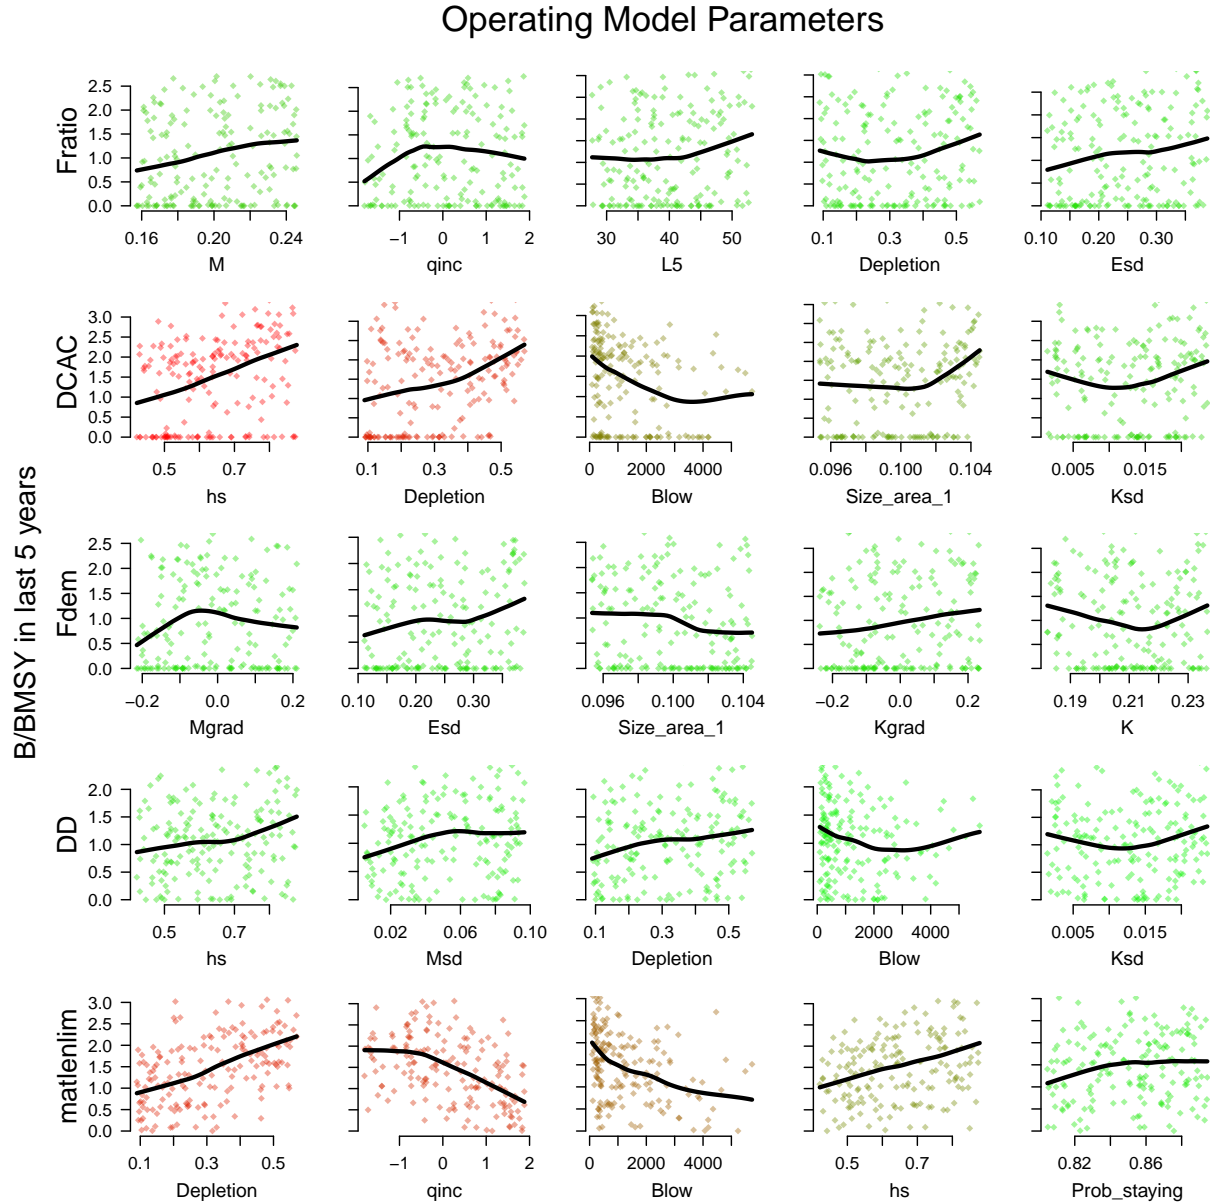 Operating Model Parameters
B/BMSY in last 5 years
Fratio
0.0 0.5 1.0 1.5 2.0 2.5
0.16 0.20 0.24
M
−1 0 1 2
qinc
30 40 50
L5
0.1 0.3 0.5
Depletion
0.10 0.20 0.30
Esd
DCAC
0.0 0.5 1.0 1.5 2.0 2.5 3.0
0.5 0.7
hs
0.1 0.3 0.5
Depletion
0 2000 4000
Blow
0.096 0.100 0.104
Size_area_1
0.005 0.015
Ksd
Fdem
0.0 0.5 1.0 1.5 2.0 2.5
−0.2 0.0 0.2
Mgrad
0.10 0.20 0.30
Esd
0.096 0.100 0.104
Size_area_1
−0.2 0.0 0.2
Kgrad
0.19 0.21 0.23
K
DD
0.0 0.5 1.0 1.5 2.0
0.5 0.7
hs
0.02 0.06 0.10
Msd
0.1 0.3 0.5
Depletion
0 2000 4000
Blow
0.005 0.015
Ksd
matlenlim
0.0 0.5 1.0 1.5 2.0 2.5 3.0
0.1 0.3 0.5
Depletion
−1 0 1 2
qinc
0 2000 4000
Blow
0.5 0.7
hs
0.82 0.86
Prob_staying